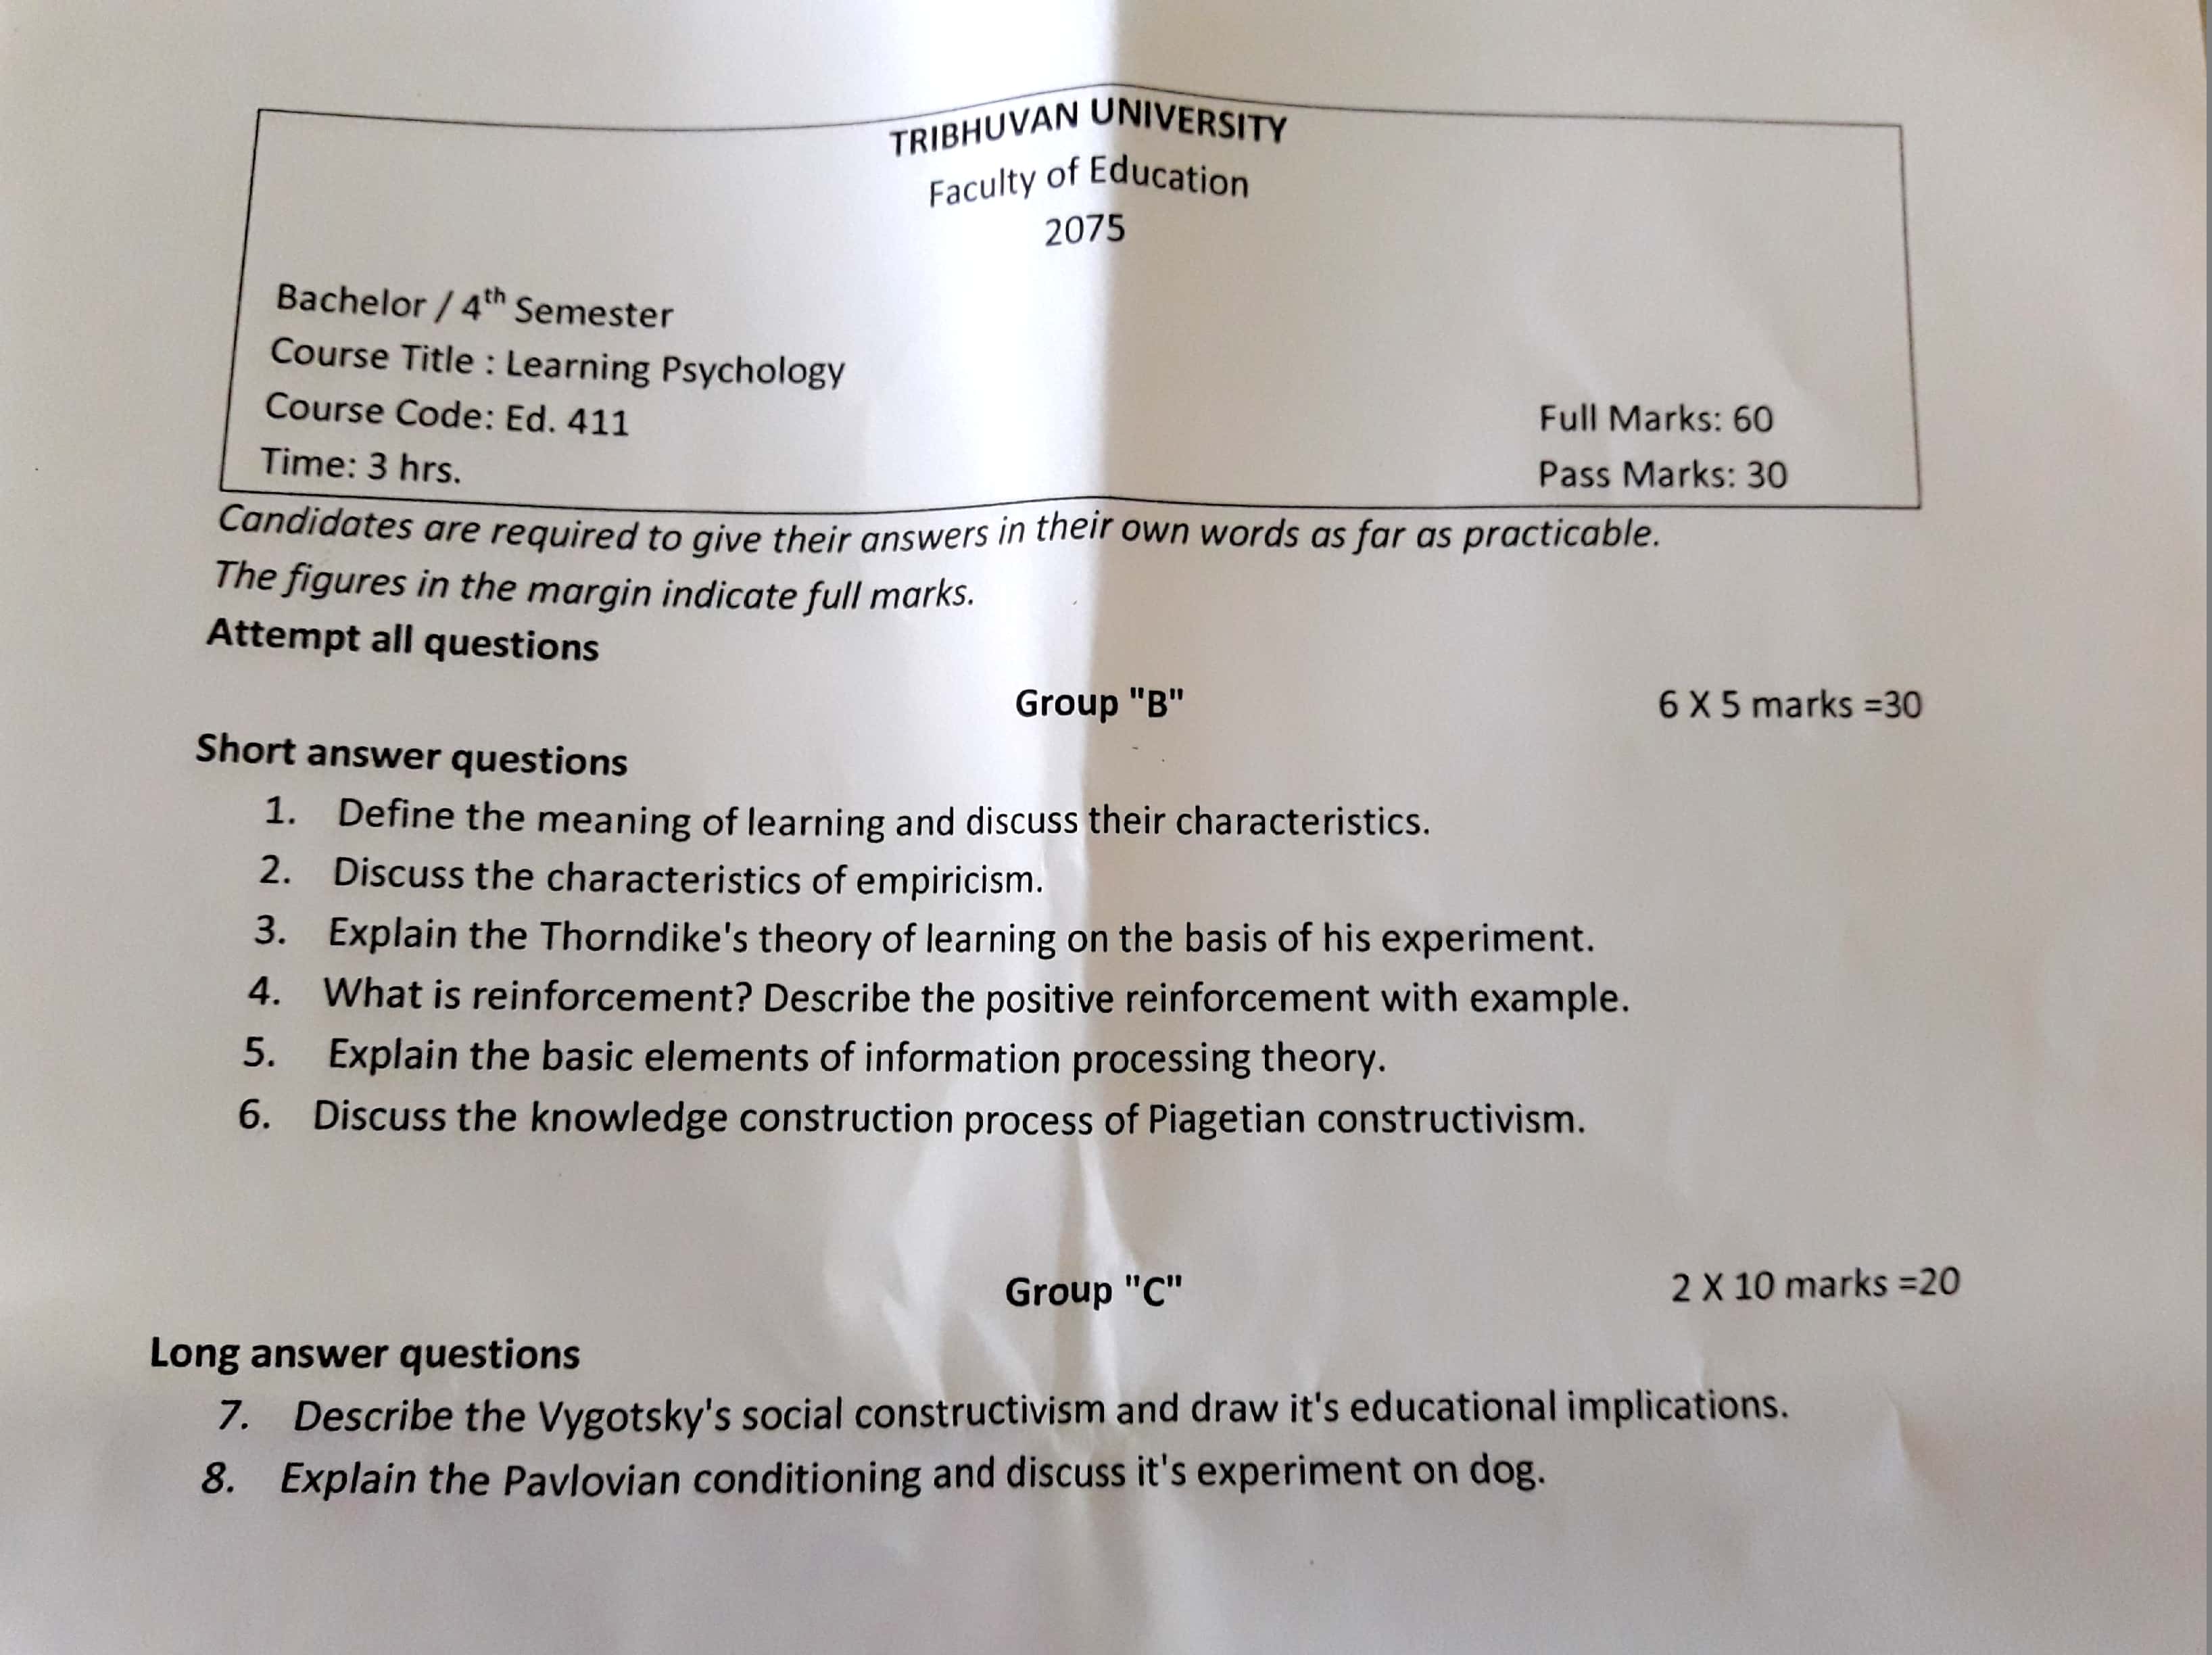 TRIBHUVAN UNIVERSITY
Faculty of Education
2075
Bachelor / 4th Semester
Course Title : Learning Psychology
Course Code: Ed. 411
Full Marks: 60
Time: 3 hrs.
Pass Marks: 30
Candidates are required to give their answers in their own words as far as practicable.
The figures in the margin indicate full marks.
Attempt all questions
Group "B" 6 X 5 marks =30
Short answer questions
1. Define the meaning of learning and discuss their characteristics.
2. Discuss the characteristics of empiricism.
3. Explain the Thorndike's theory of learning on the basis of his experiment.
4. What is reinforcement? Describe the positive reinforcement with example.
5. Explain the basic elements of information processing theory.
6. Discuss the knowledge construction process of Piagetian constructivism.
Group "C" 2 X 10 marks =20
Long answer questions
7. Describe the Vygotsky's social constructivism and draw it's educational implications.
8. Explain the Pavlovian conditioning and discuss it's experiment on dog.